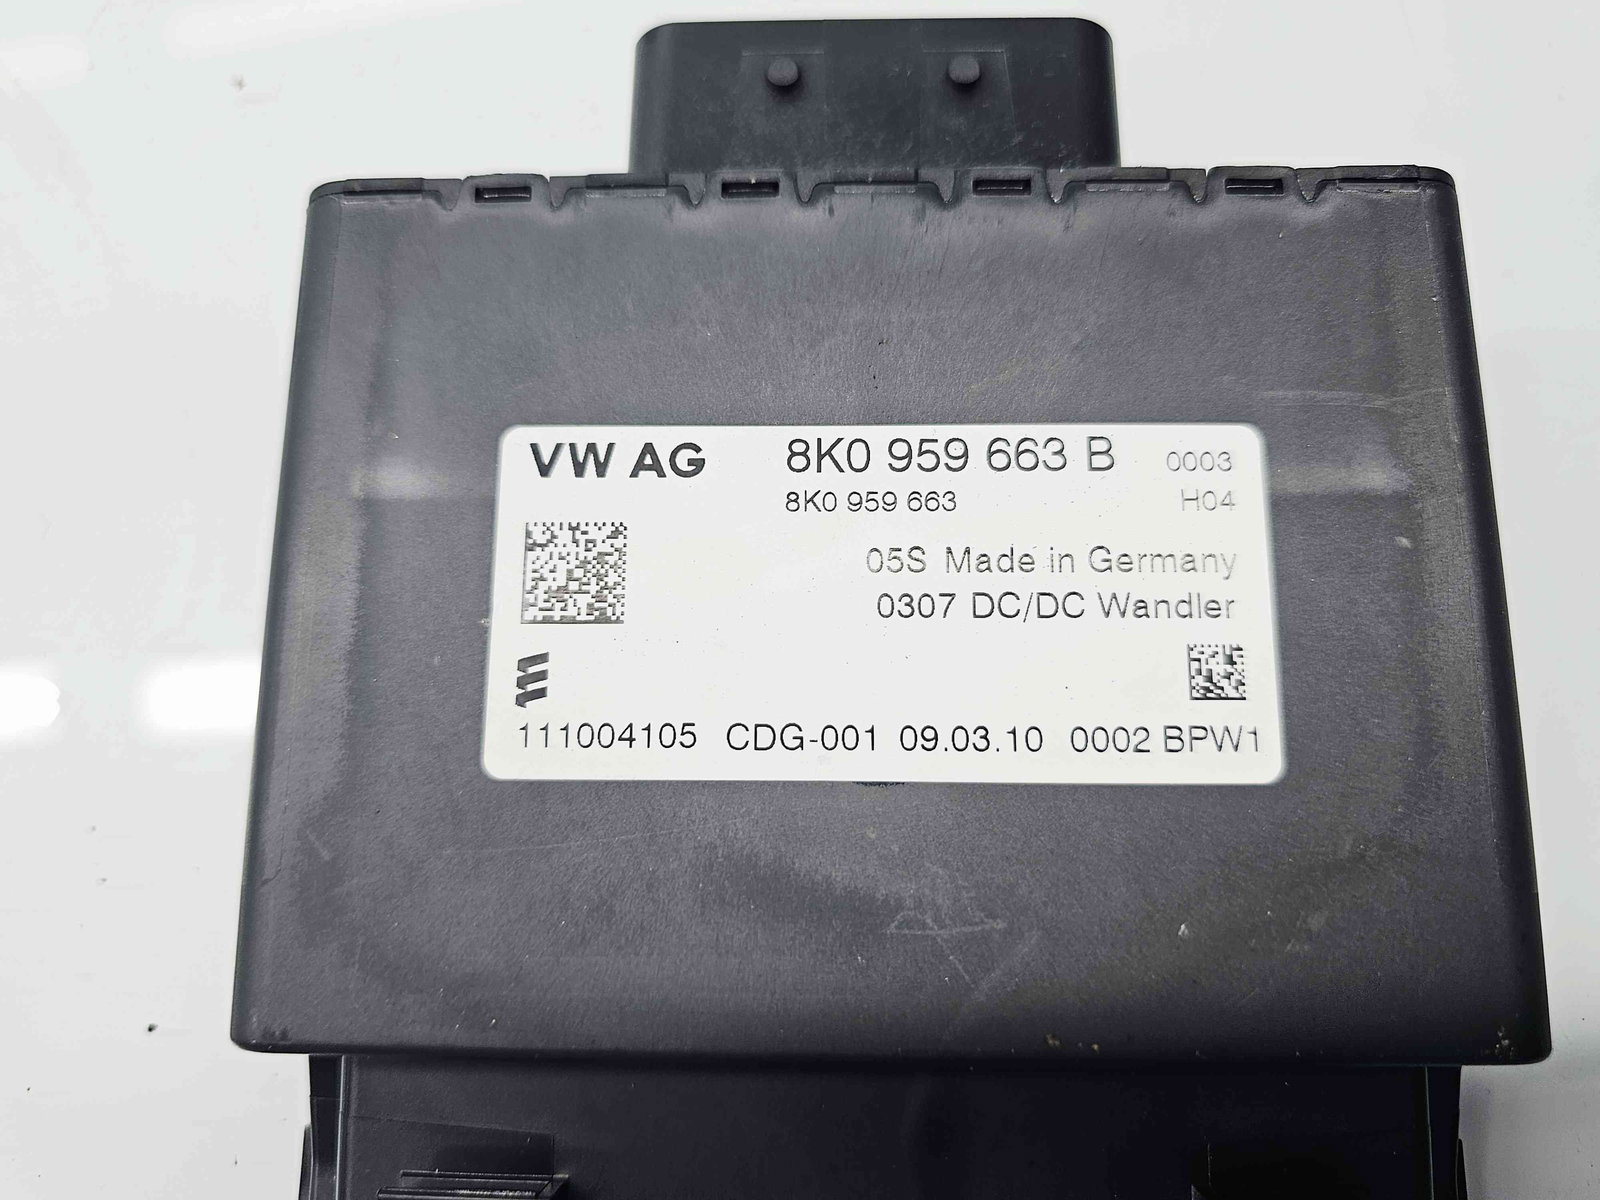 VW AG 8K0 959 663 B 0003
8K0 959 663 H04
05S Made in Germany
0307 DC/DC Wandler
111004105 CDG-001 09.03.10 0002 BPW1